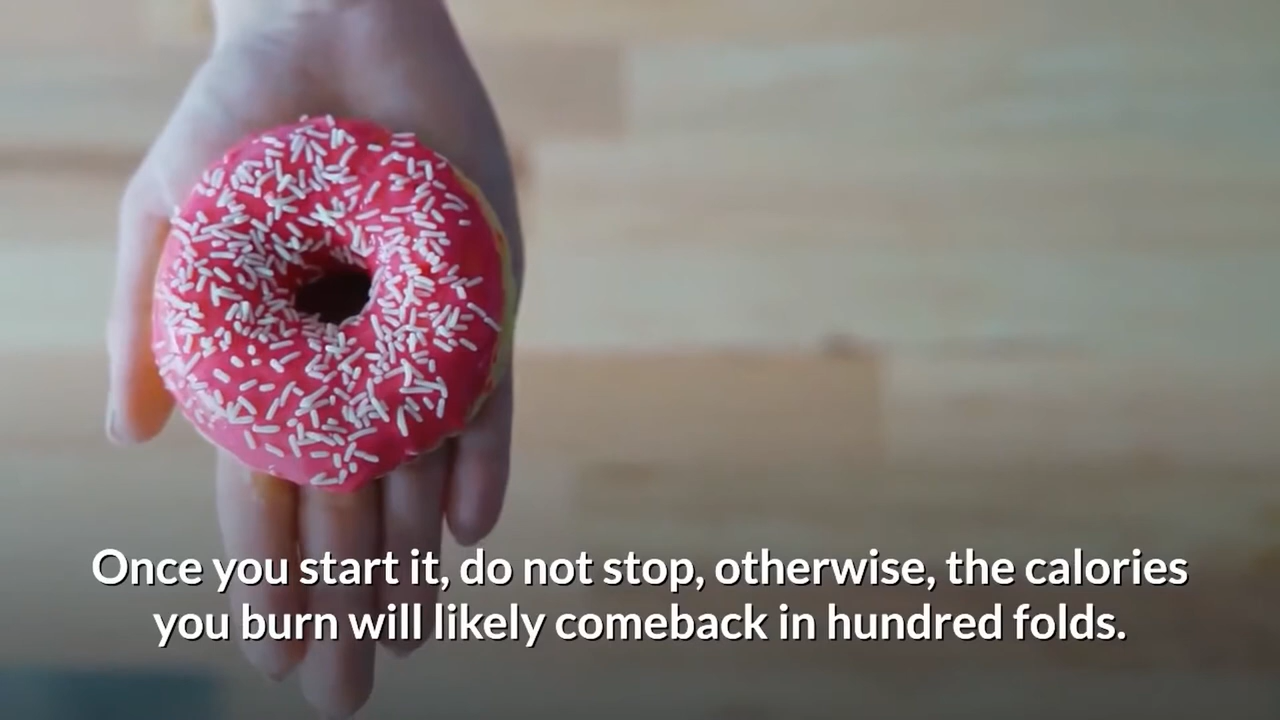 Once you start it, do not stop, otherwise, the calories
you burn will likely comeback in hundred folds.